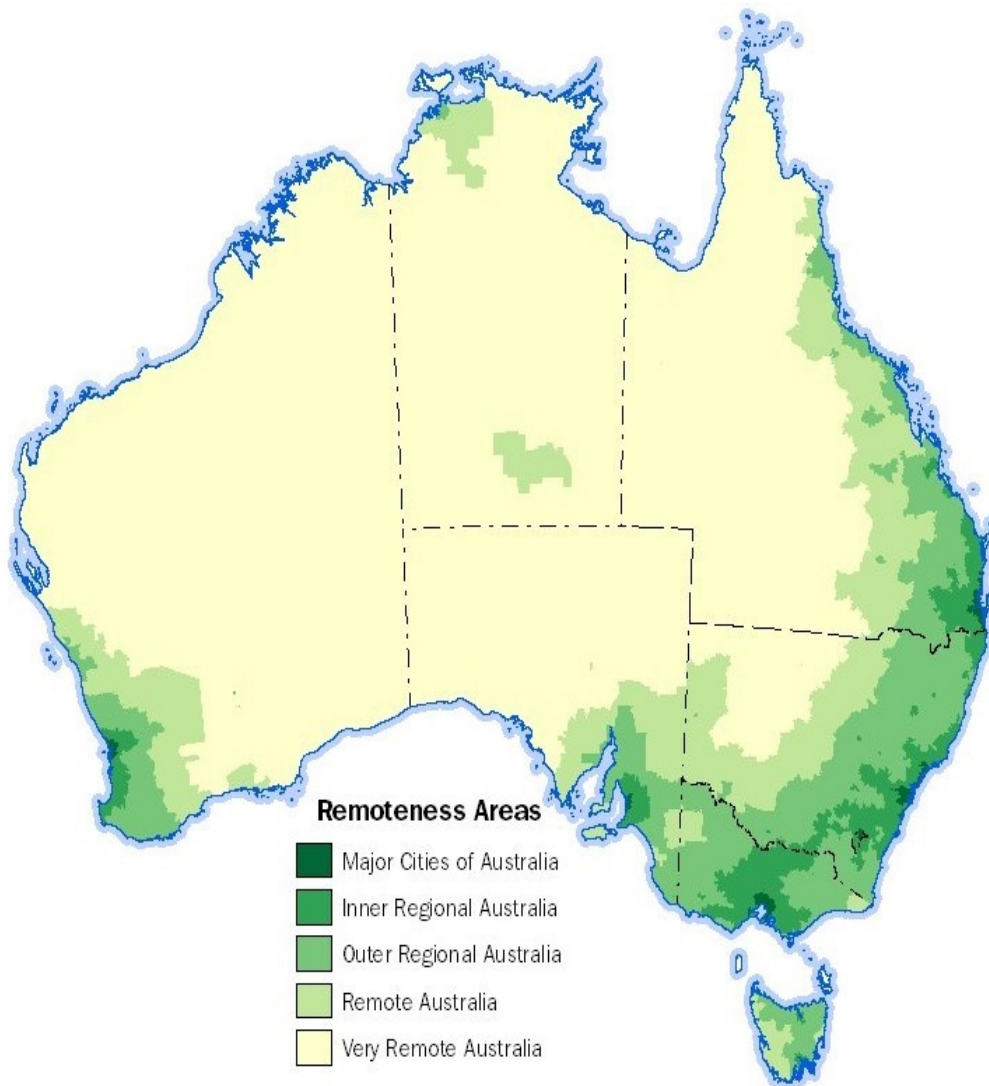 Remoteness Areas
Major Cities of Australia
Inner Regional Australia
Outer Regional Australia
Remote Australia
Very Remote Australia